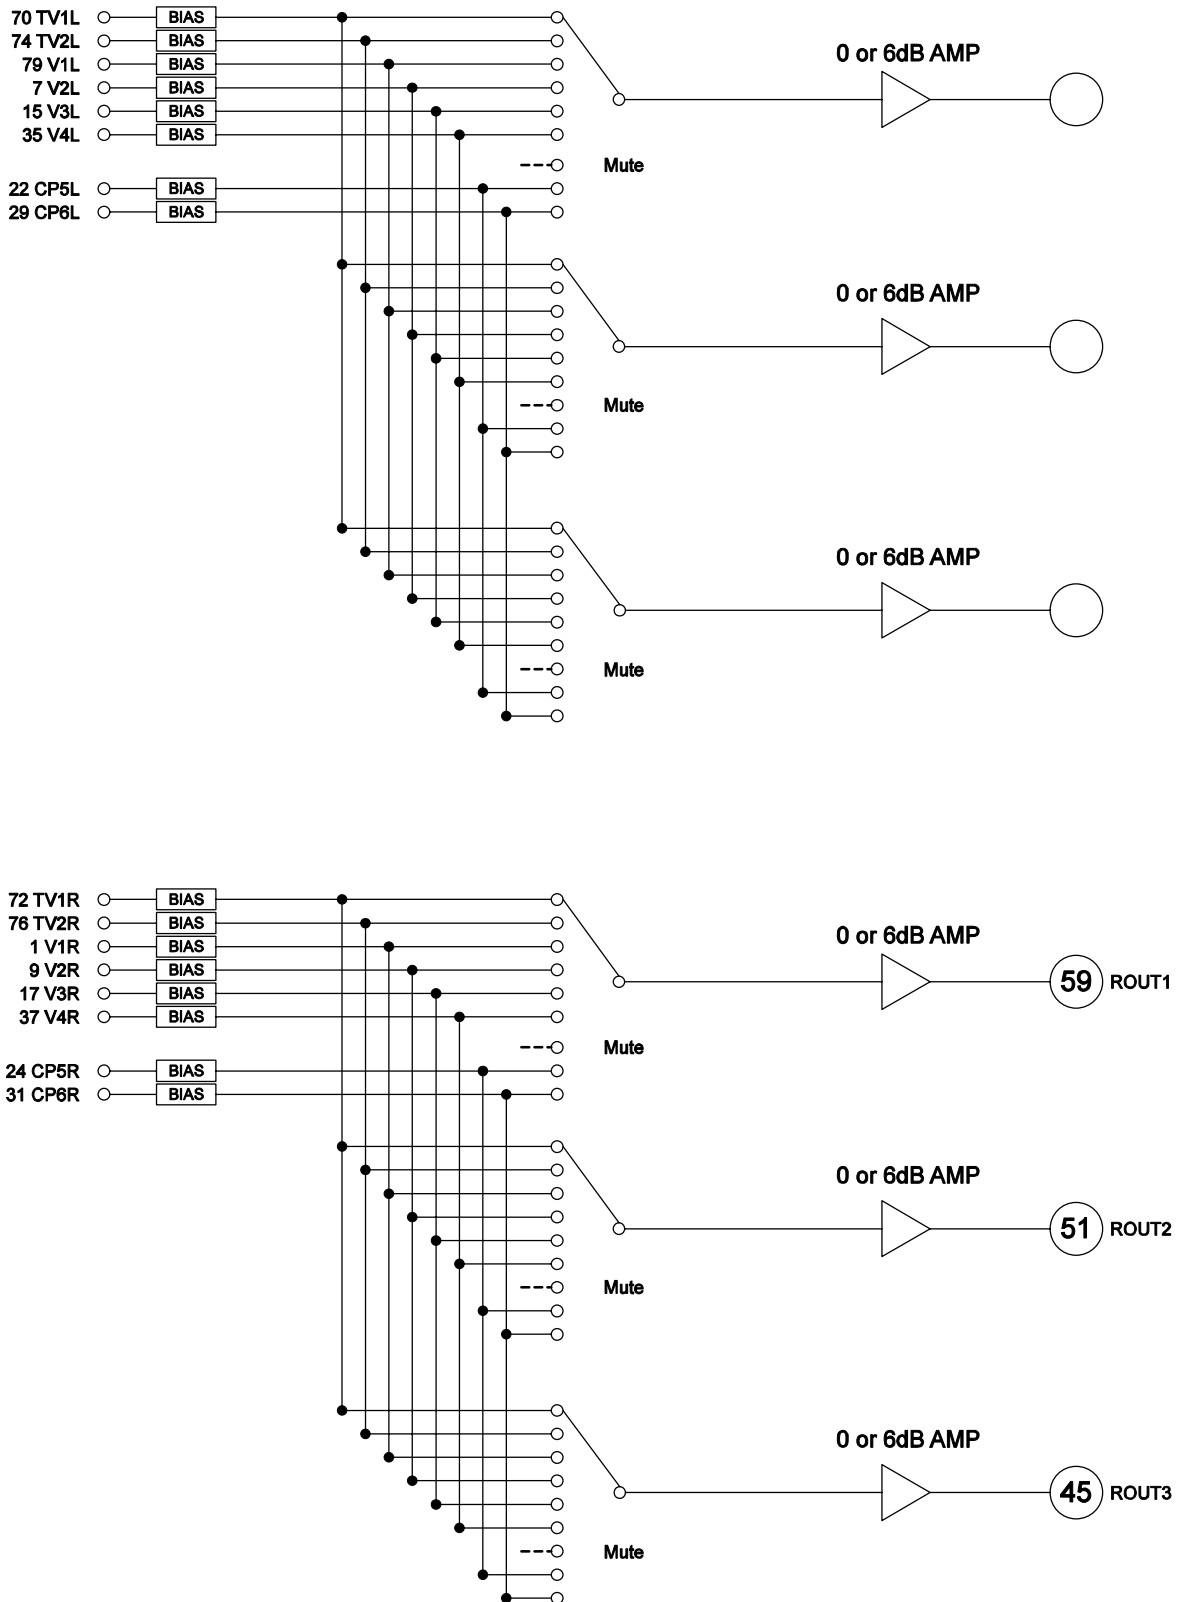 70 TV1L BIAS
0 or 6dB AMP
74 TV2L BIAS
79 V1L BIAS
7 V2L BIAS
15 V3L BIAS
35 V4L BIAS
Mute
22 CP5L BIAS
29 CP6L BIAS
0 or 6dB AMP
Mute
0 or 6dB AMP
Mute
72 TV1R BIAS
76 TV2R BIAS
0 or 6dB AMP
1 V1R BIAS
9 V2R BIAS
59 ROUT1
17 V3R BIAS
37 V4R BIAS
Mute
24 CP5R BIAS
31 CP6R BIAS
0 or 6dB AMP
51 ROUT2
Mute
0 or 6dB AMP
45 ROUT3
Mute